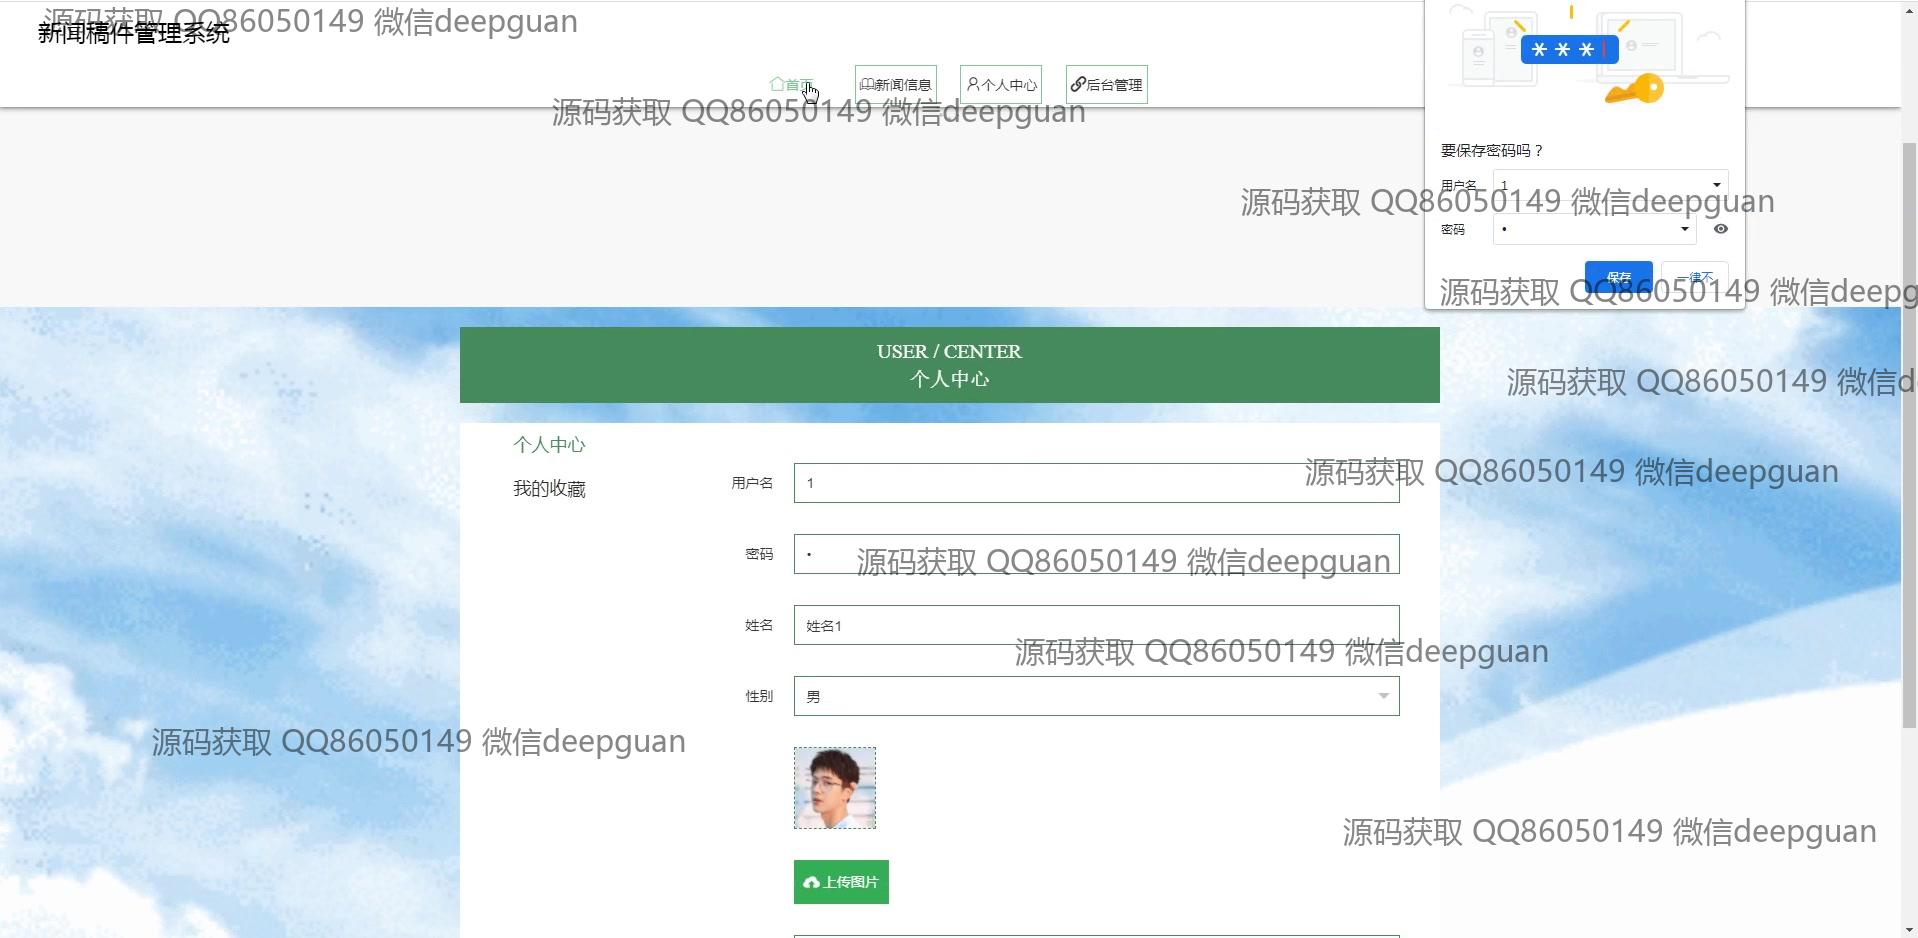 源码获取 QQ86050149 微信deepguan
新闻稿件管理系统
首页
新闻信息
个人中心
后台管理
源码获取 QQ86050149 微信deepguan
***
要保存密码吗？
用户名
1
源码获取 QQ86050149 微信deepguan
密码
•
保存
一律不
源码获取 QQ86050149 微信deepg
USER / CENTER
个人中心
源码获取 QQ86050149 微信d
个人中心
我的收藏
用户名
1
源码获取 QQ86050149 微信deepguan
密码
•
源码获取 QQ86050149 微信deepguan
姓名
姓名1
源码获取 QQ86050149 微信deepguan
性别
男
源码获取 QQ86050149 微信deepguan
源码获取 QQ86050149 微信deepguan
上传图片